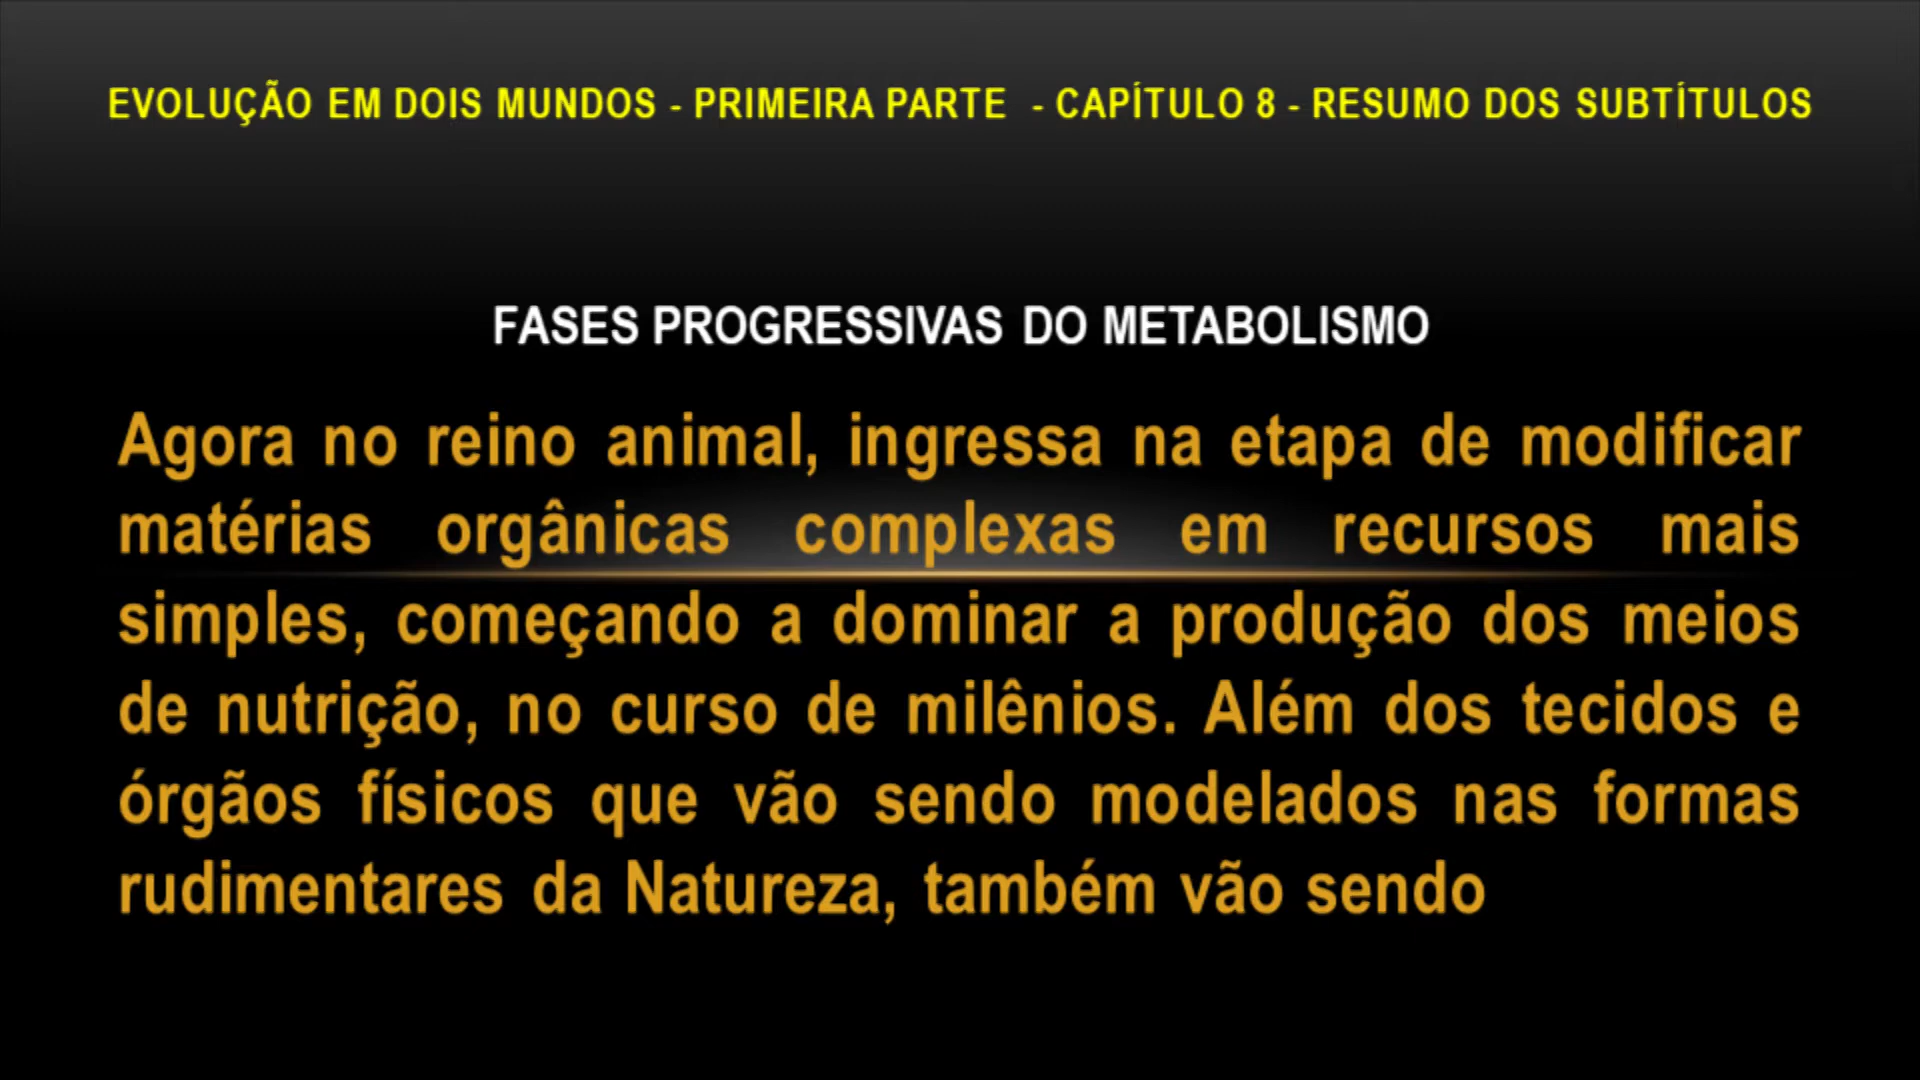 EVOLUÇÃO EM DOIS MUNDOS - PRIMEIRA PARTE - CAPÍTULO 8 - RESUMO DOS SUBTÍTULOS
FASES PROGRESSIVAS DO METABOLISMO
Agora no reino animal, ingressa na etapa de modificar
matérias orgânicas complexas em recursos mais
simples, começando a dominar a produção dos meios
de nutrição, no curso de milênios. Além dos tecidos e
órgãos físicos que vão sendo modelados nas formas
rudimentares da Natureza, também vão sendo